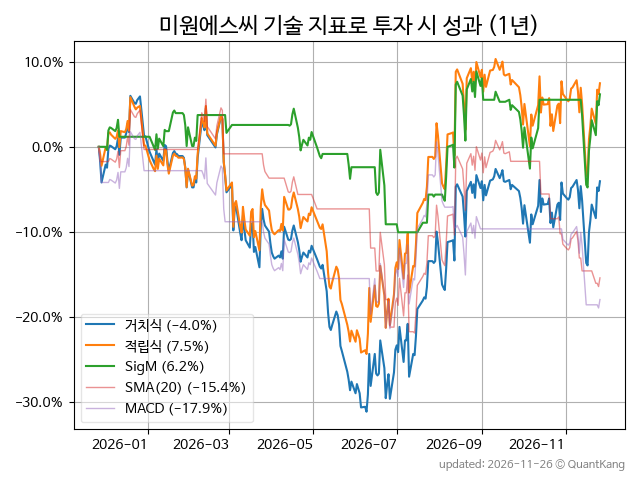 미원에스씨 기술 지표로 투자 시 성과 (1년)
10.0%
0.0%
−10.0%
−20.0%
−30.0%
거치식 (−4.0%)
적립식 (7.5%)
SigM (6.2%)
SMA(20) (−15.4%)
MACD (−17.9%)
2026−01
2026−03
2026−05
2026−07
2026−09
2026−11
updated: 2026-11-26 © QuantKang